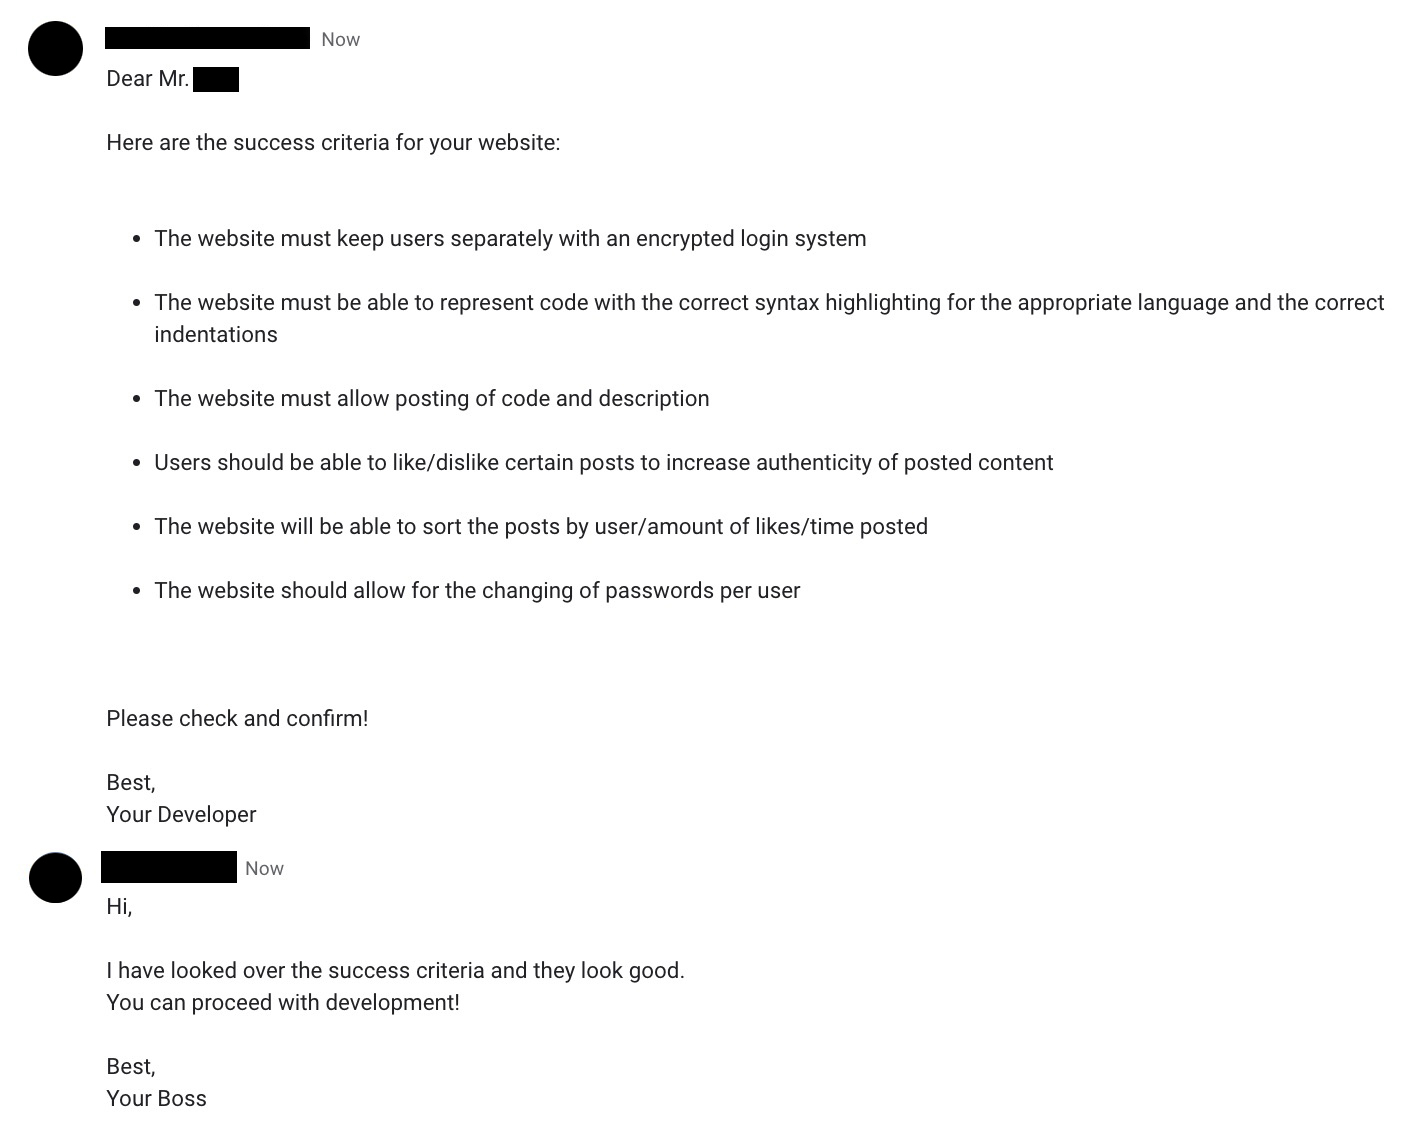 Now
Dear Mr.
Here are the success criteria for your website:
• The website must keep users separately with an encrypted login system
• The website must be able to represent code with the correct syntax highlighting for the appropriate language and the correct
indentations
• The website must allow posting of code and description
• Users should be able to like/dislike certain posts to increase authenticity of posted content
• The website will be able to sort the posts by user/amount of likes/time posted
• The website should allow for the changing of passwords per user
Please check and confirm!
Best,
Your Developer
Now
Hi,
I have looked over the success criteria and they look good.
You can proceed with development!
Best,
Your Boss